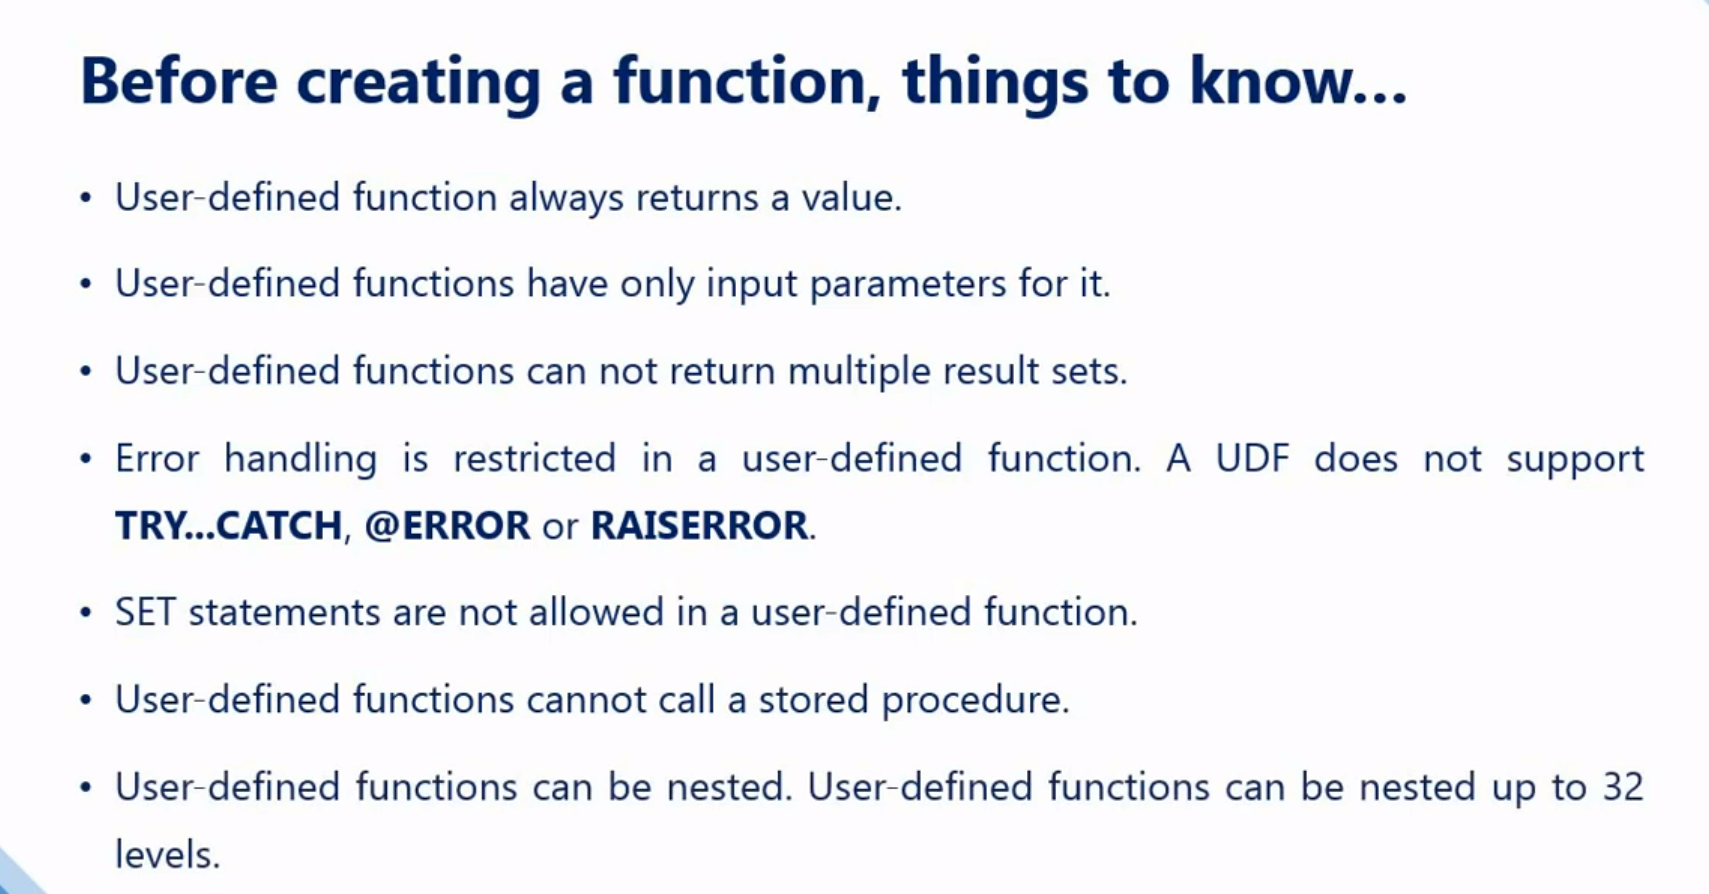 Before creating a function, things to know...
• User-defined function always returns a value.
• User-defined functions have only input parameters for it.
• User-defined functions can not return multiple result sets.
• Error handling is restricted in a user-defined function. A UDF does not support
TRY...CATCH, @ERROR or RAISERROR.
• SET statements are not allowed in a user-defined function.
• User-defined functions cannot call a stored procedure.
• User-defined functions can be nested. User-defined functions can be nested up to 32
levels.